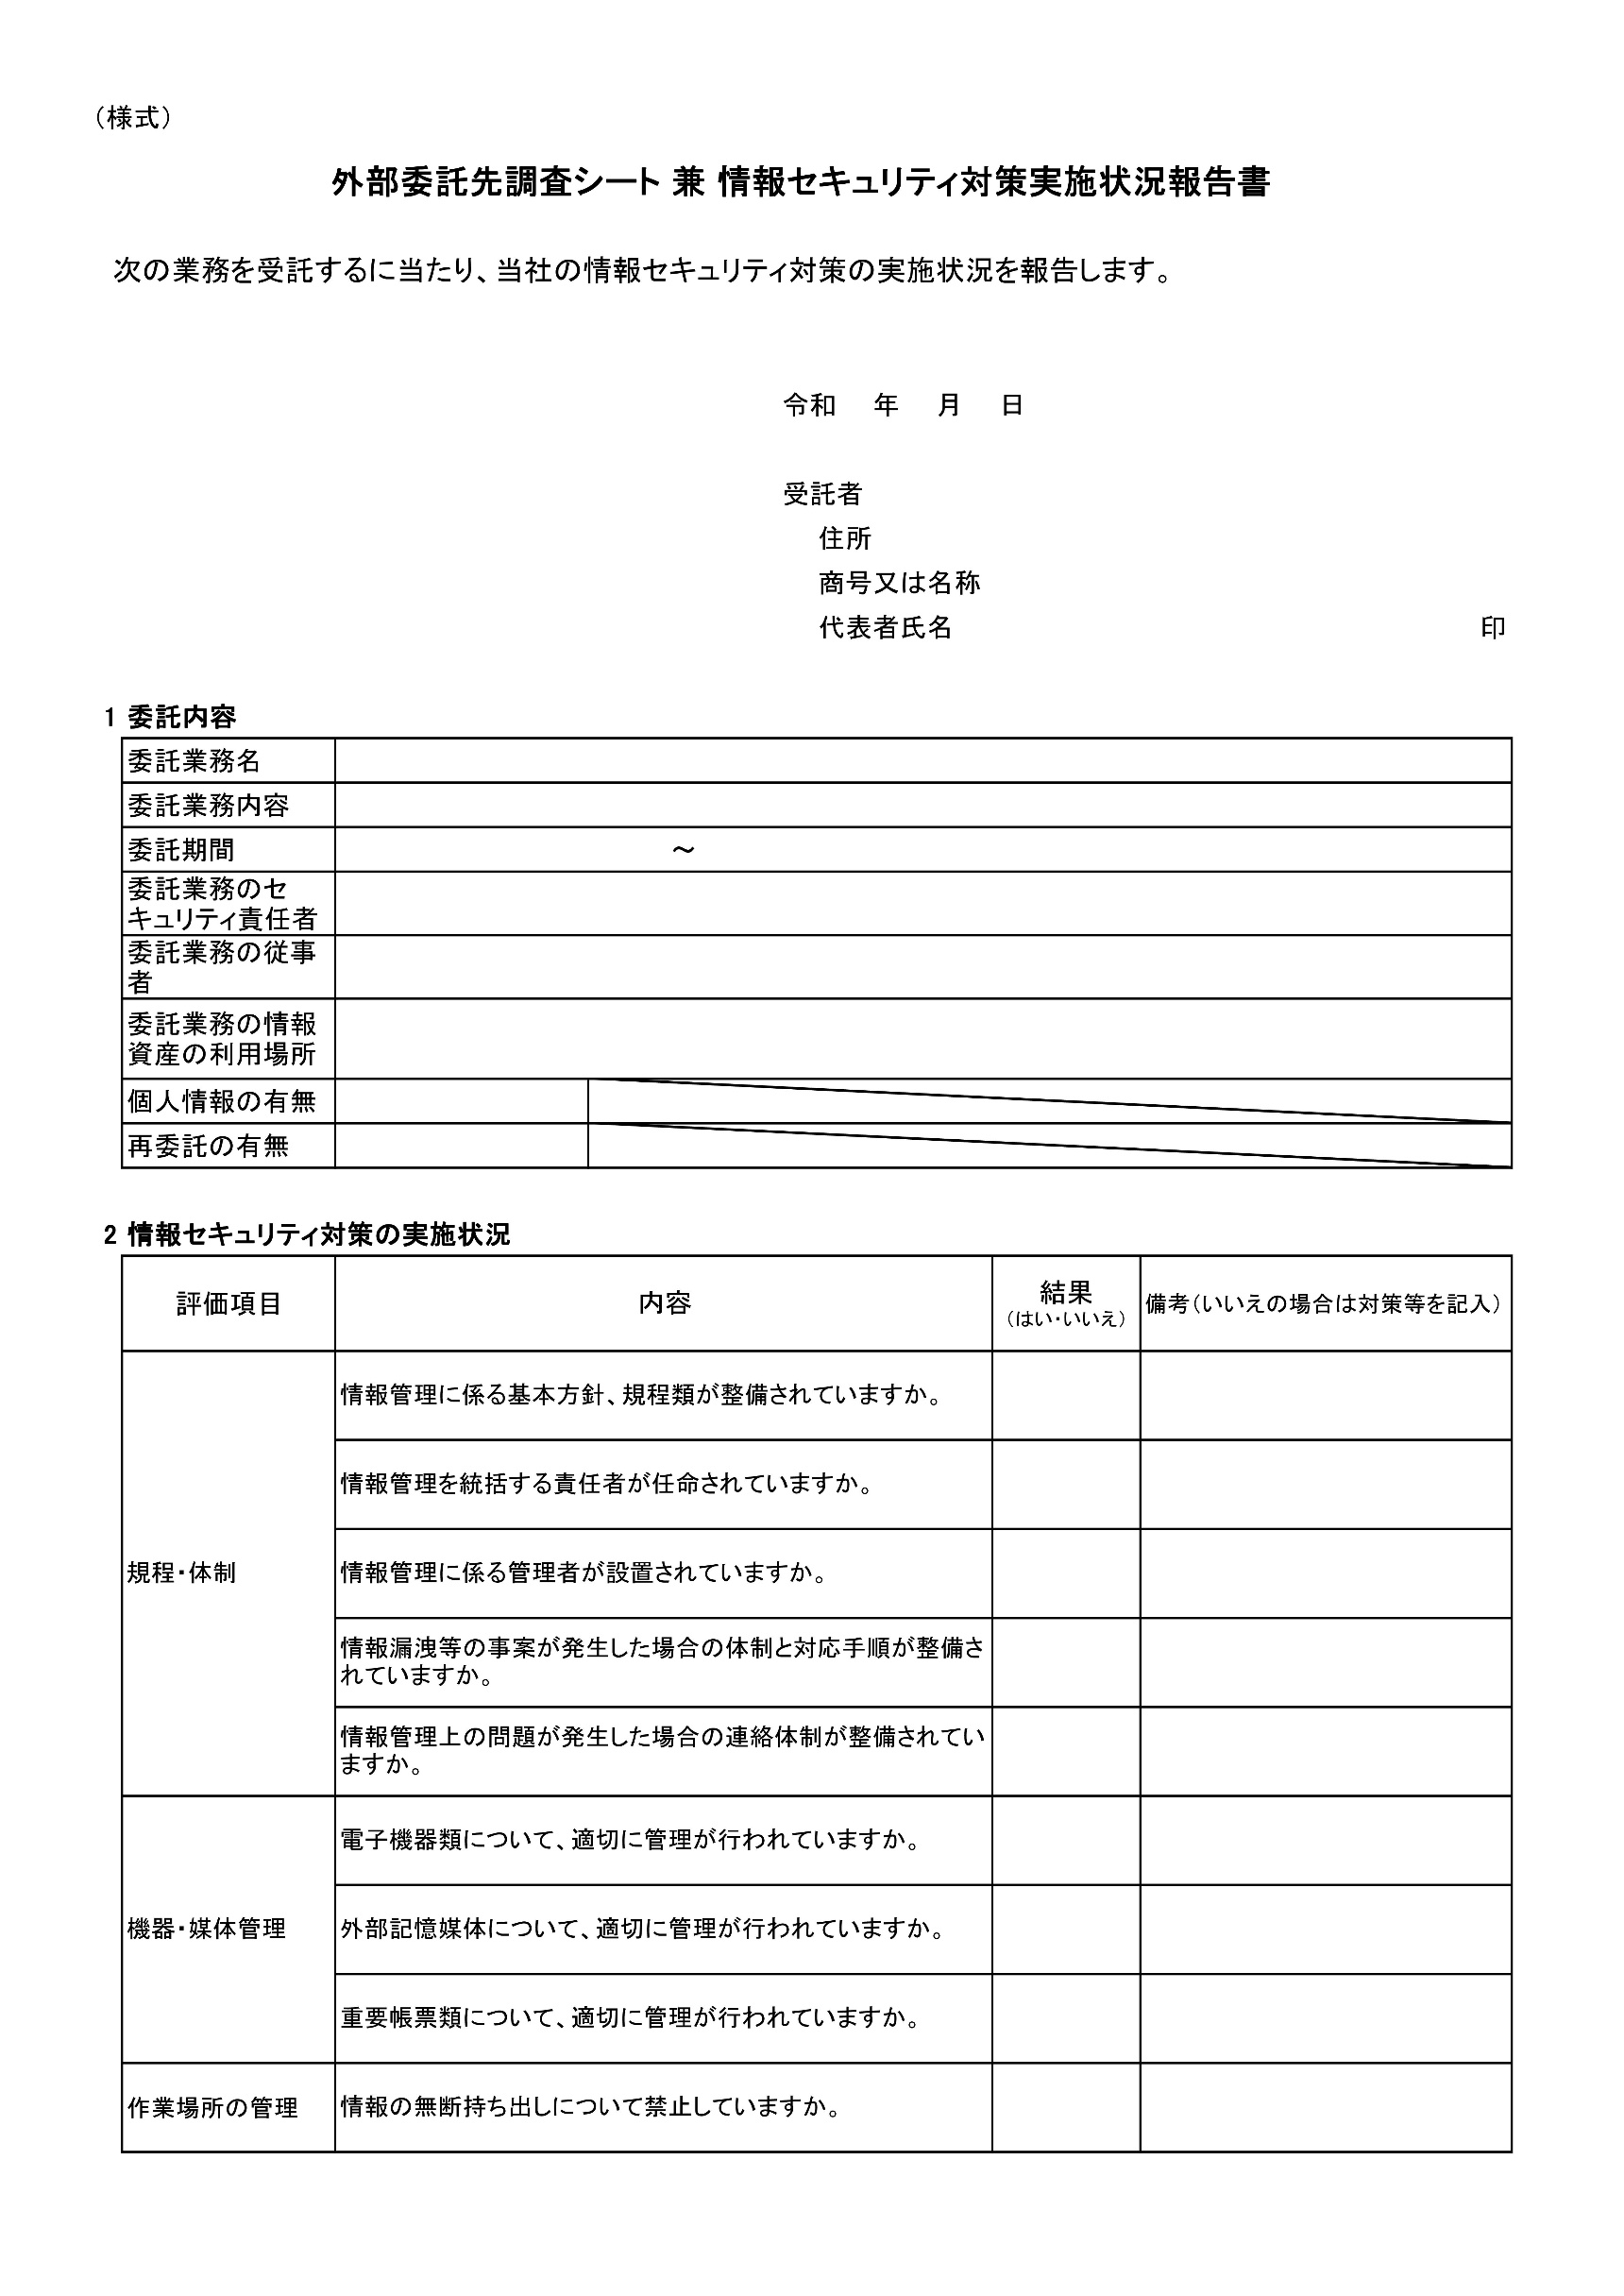 （様式）
外部委託先調査シート 兼 情報セキュリティ対策実施状況報告書
次の業務を受託するに当たり、当社の情報セキュリティ対策の実施状況を報告します。
令和　年　月　日
受託者
住所
商号又は名称
代表者氏名　印
1 委託内容
委託業務名
委託業務内容
委託期間　～
委託業務のセ
キュリティ責任者
委託業務の従事
者
委託業務の情報
資産の利用場所
個人情報の有無
再委託の有無
2 情報セキュリティ対策の実施状況
評価項目　内容　結果　備考（いいえの場合は対策等を記入）
（はい・いいえ）
情報管理に係る基本方針、規程類が整備されていますか。
情報管理を統括する責任者が任命されていますか。
規程・体制　情報管理に係る管理者が設置されていますか。
情報漏洩等の事案が発生した場合の体制と対応手順が整備さ
れていますか。
情報管理上の問題が発生した場合の連絡体制が整備されてい
ますか。
電子機器類について、適切に管理が行われていますか。
機器・媒体管理　外部記憶媒体について、適切に管理が行われていますか。
重要帳票類について、適切に管理が行われていますか。
作業場所の管理　情報の無断持ち出しについて禁止していますか。